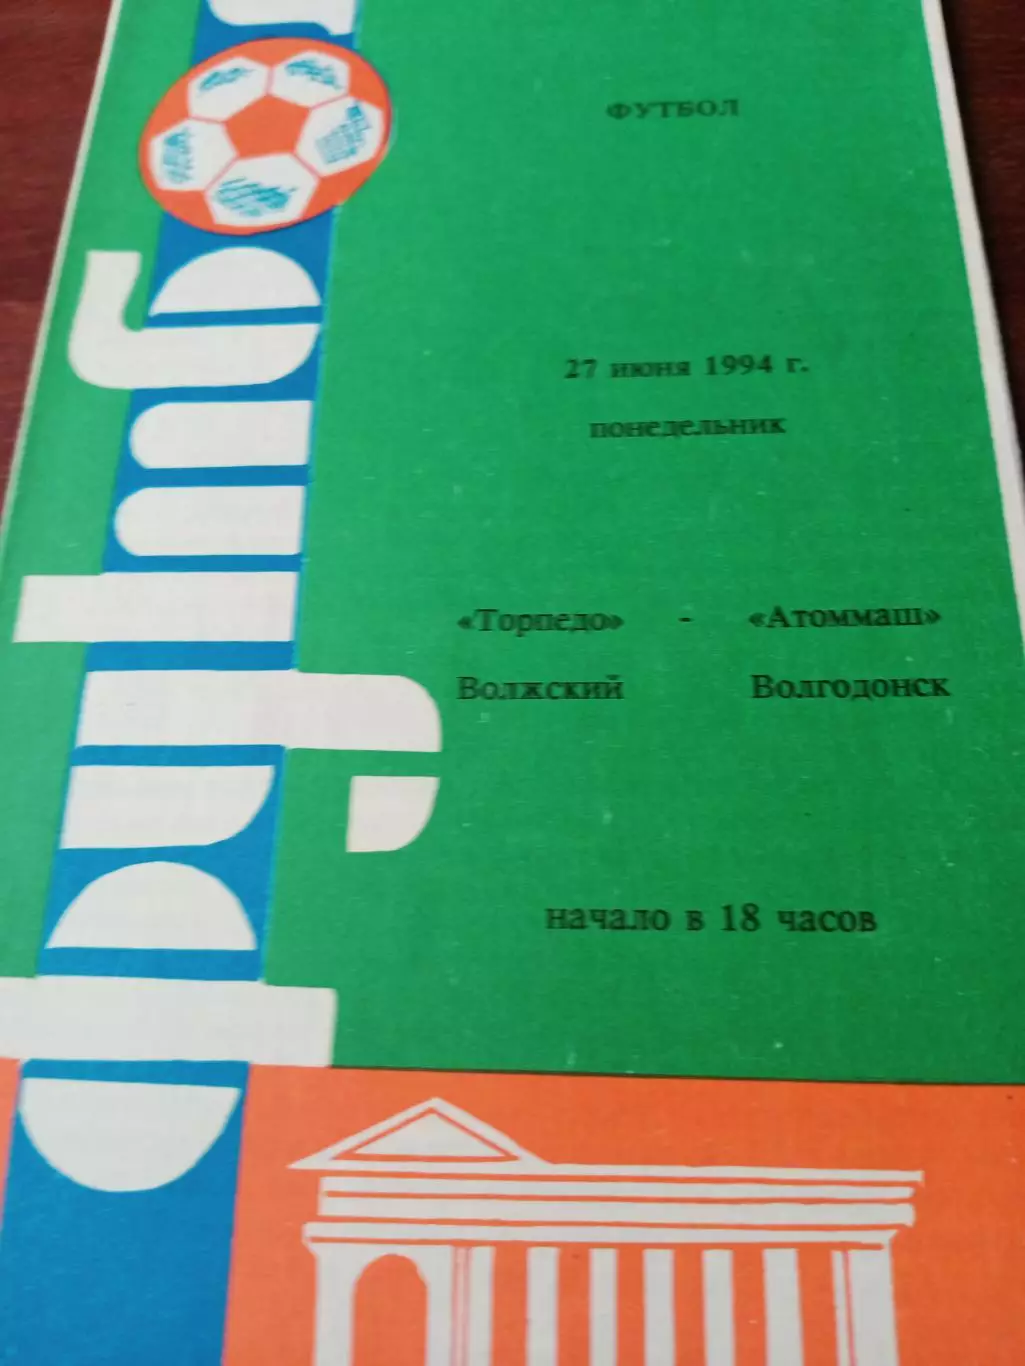 футбол
ФУТБОЛ
27 июня 1994 г.
понедельник
«Торпедо» - «Атоммаш»
Волжский Волгодонск
начало в 18 часов